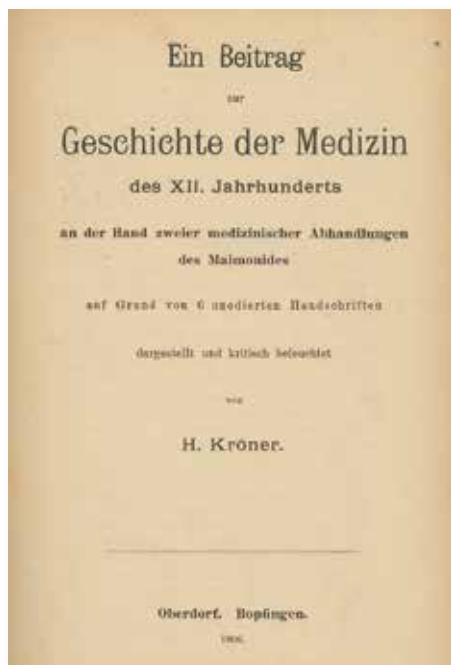 Ein Beitrag
zur
Geschichte der Medizin
des XII. Jahrhunderts
an der Hand zweier medizinischer Abhandlungen
des Maimonides
auf Grund von 6 unedierten Handschriften
dargestellt und kritisch beleuchtet
von
H. Kröner.
Oberdorf. Bopfingen.
1906.